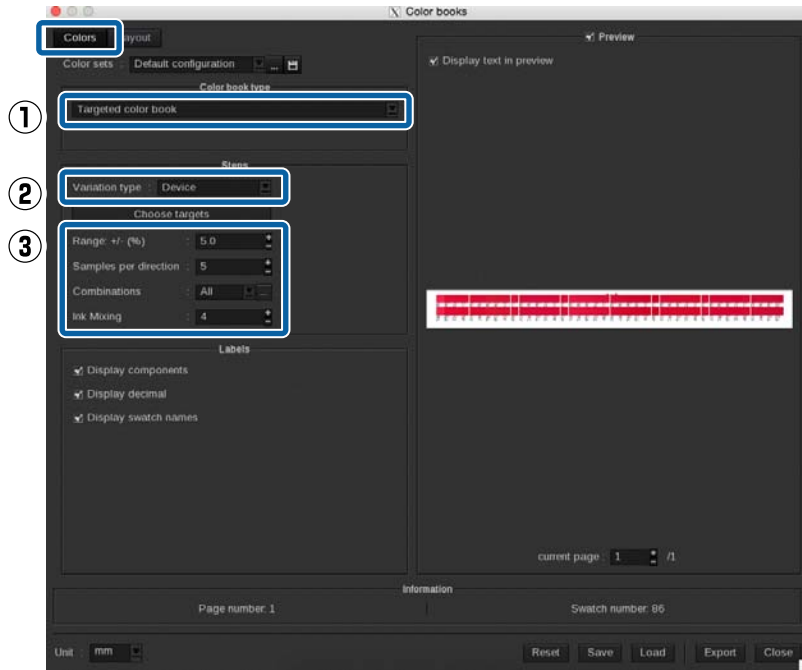 Color books
Colors
ayout
Preview
Color sets : Default configuration ...
Display text in preview
Color book type
① Targeted color book
Steps
② Variation type : Device
Choose targets
③ Range: +/- (%) : 5.0
Samples per direction : 5
Combinations : All ...
Ink Mixing : 4
Labels
Display components
Display decimal
Display swatch names
current page : 1 /1
Information
Page number: 1
Swatch number: 86
Unit : mm
Reset Save Load Export Close